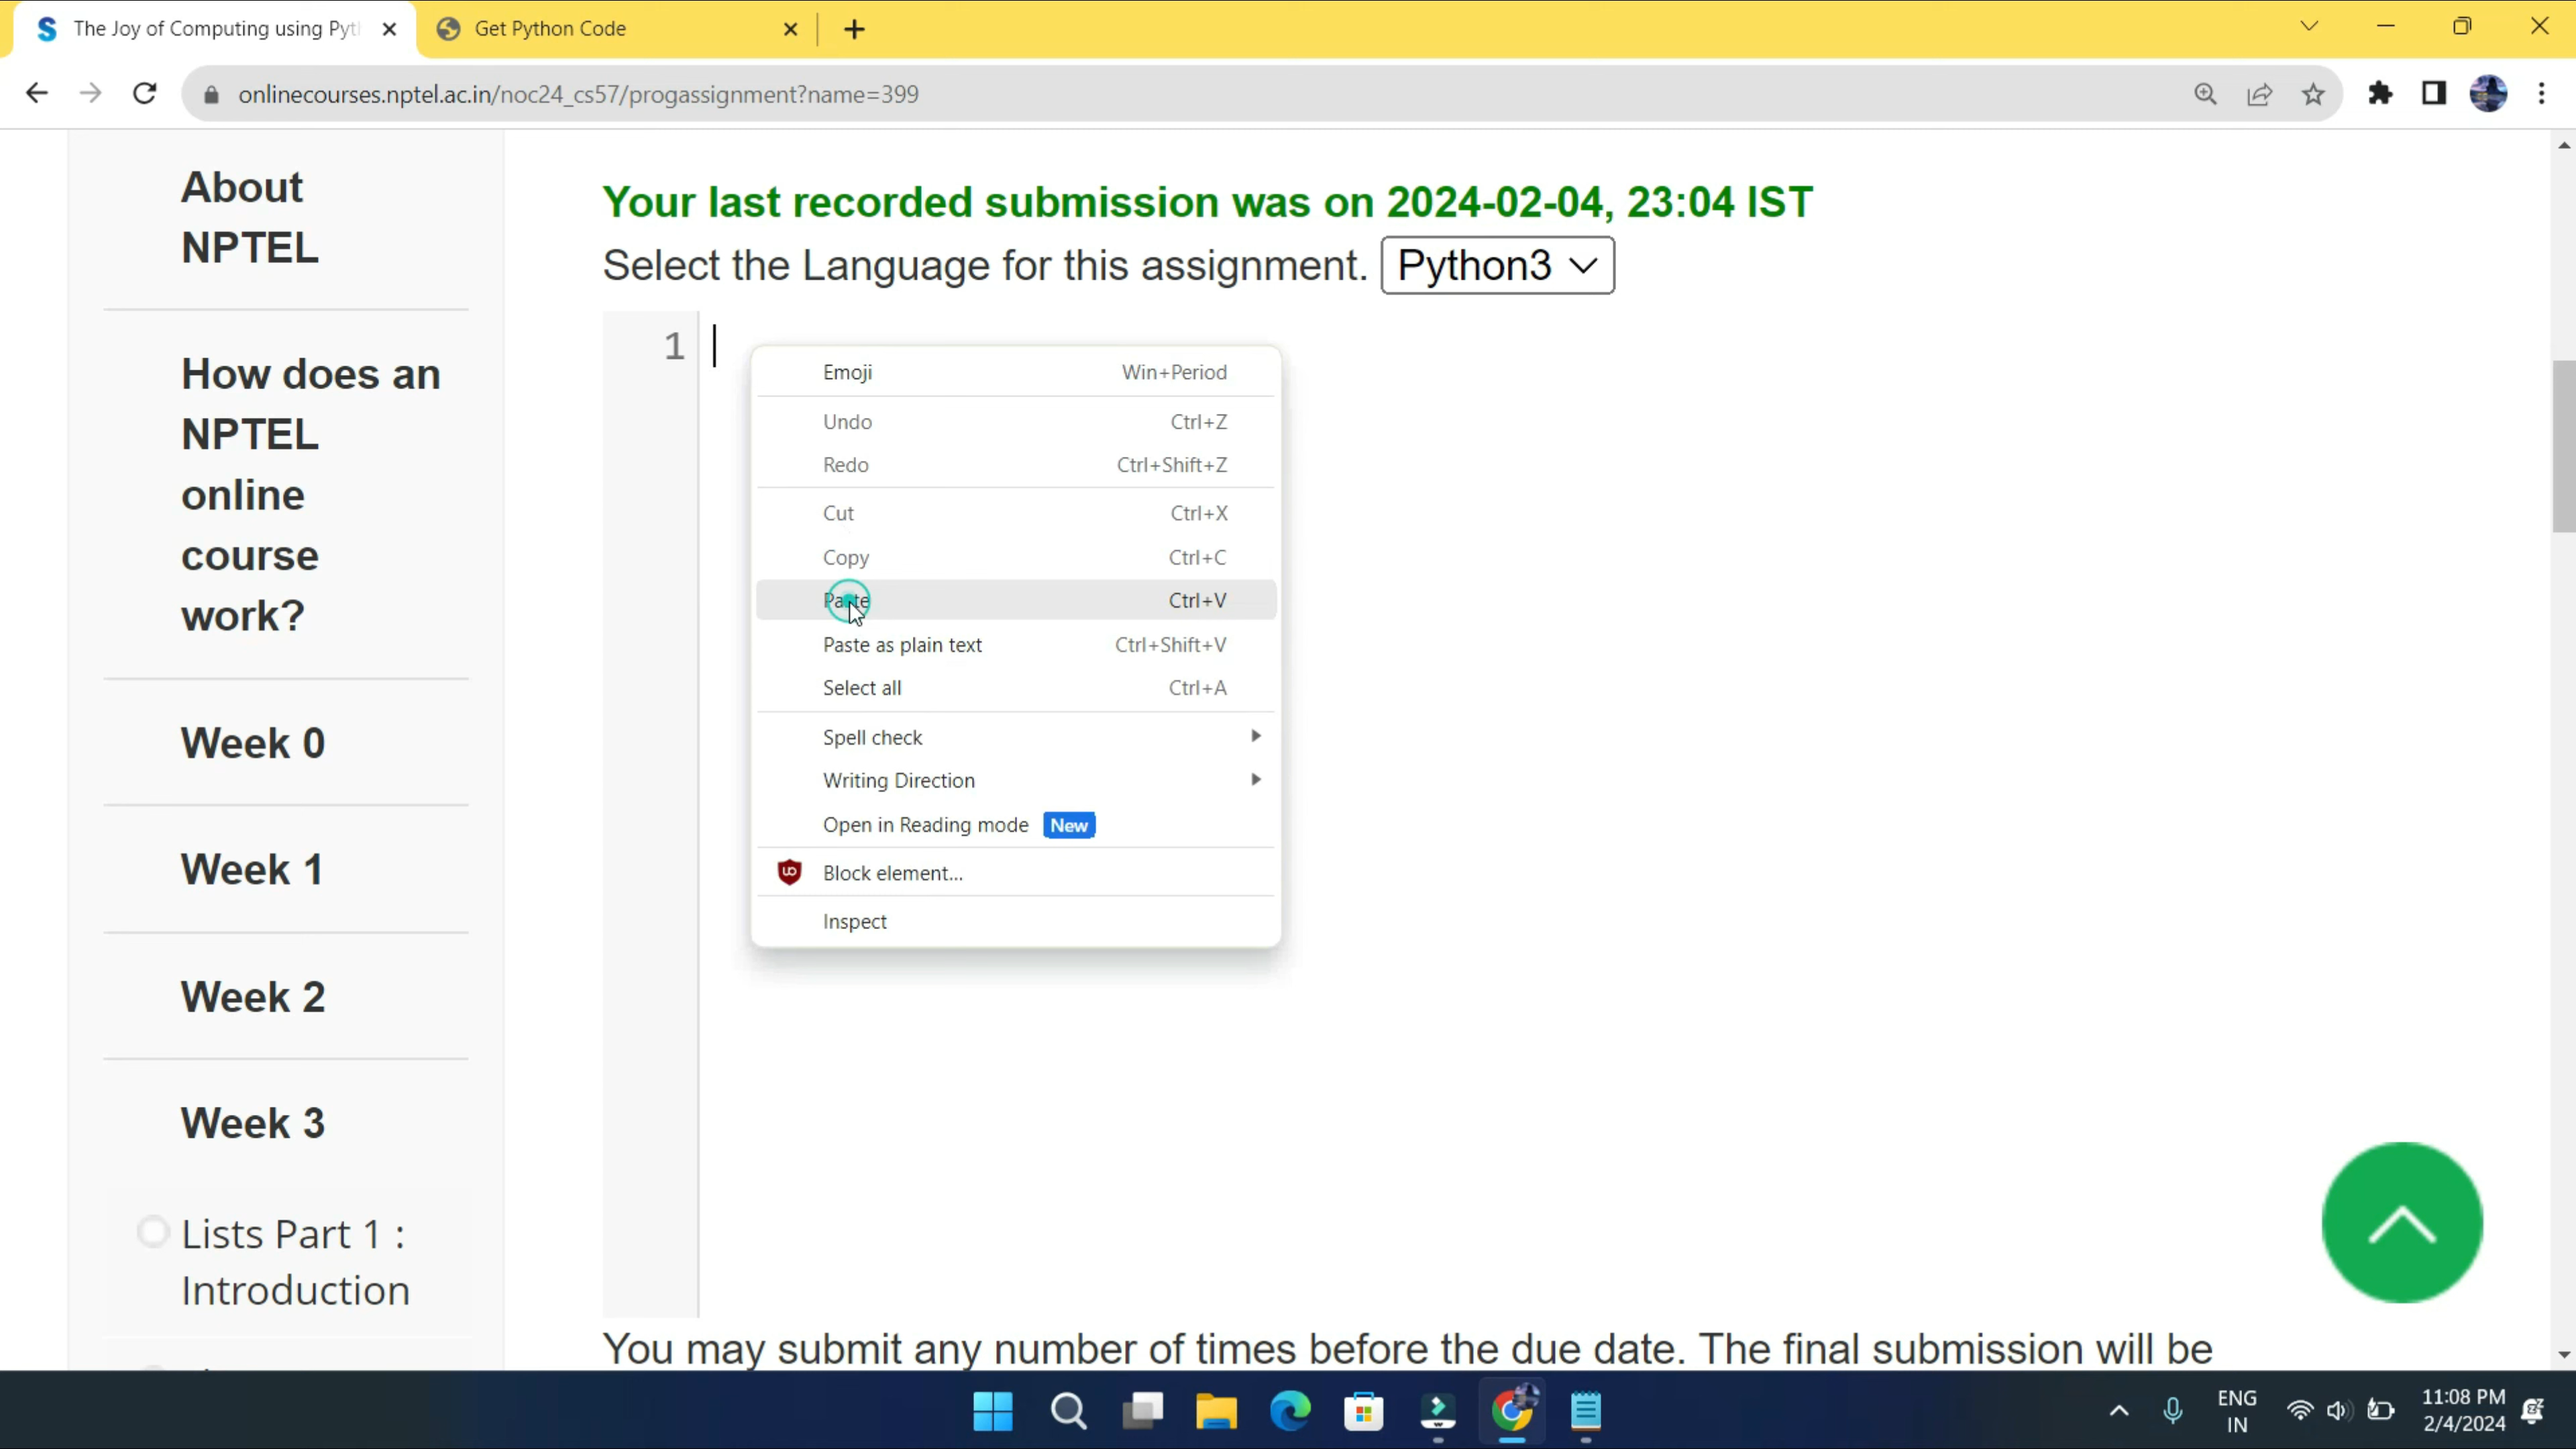 The Joy of Computing using Pyt
Get Python Code
onlinecourses.nptel.ac.in/noc24_cs57/progassignment?name=399
About
NPTEL
How does an
NPTEL
online
course
work?
Week 0
Week 1
Week 2
Week 3
Lists Part 1 :
Introduction
Your last recorded submission was on 2024-02-04, 23:04 IST
Select the Language for this assignment. Python3
1
Emoji Win+Period
Undo Ctrl+Z
Redo Ctrl+Shift+Z
Cut Ctrl+X
Copy Ctrl+C
Paste Ctrl+V
Paste as plain text Ctrl+Shift+V
Select all Ctrl+A
Spell check
Writing Direction
Open in Reading mode New
Block element...
Inspect
You may submit any number of times before the due date. The final submission will be
ENG
IN
11:08 PM
2/4/2024